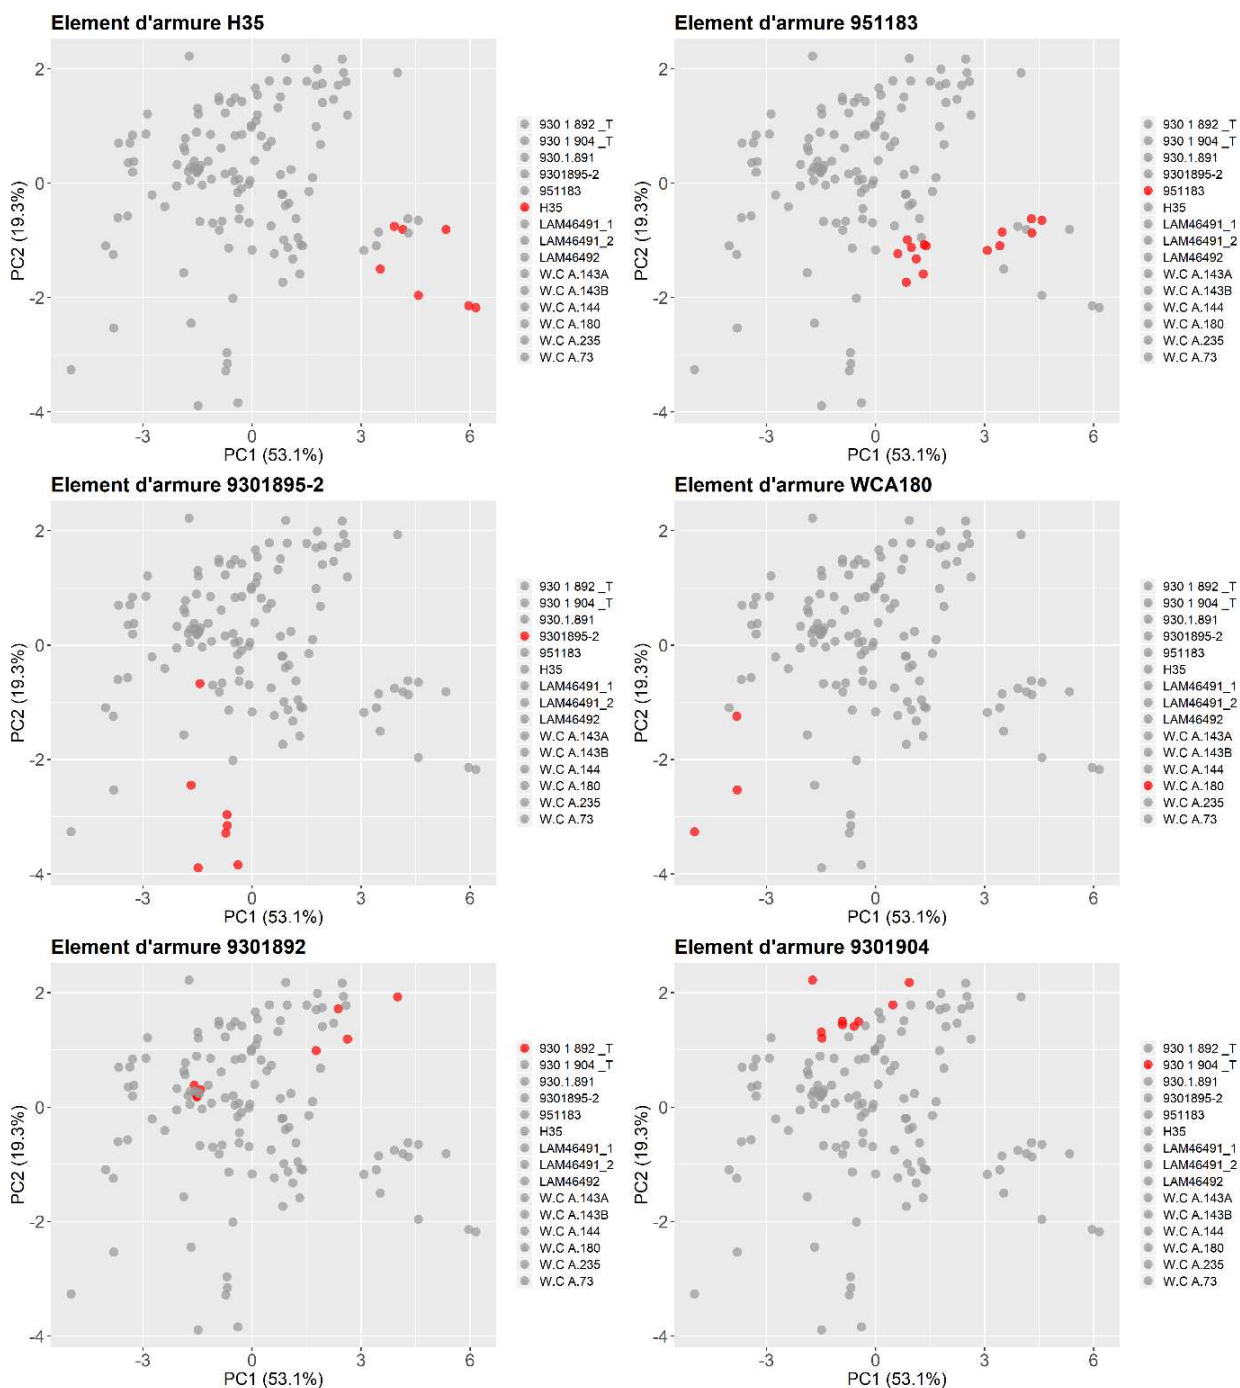 Element d'armure H35
PC2 (19.3%)
2
0
-2
-4
-3
0
3
6
PC1 (53.1%)
930 1 892 _T
930 1 904 _T
930.1.891
9301895-2
951183
H35
LAM46491_1
LAM46491_2
LAM46492
W.C A.143A
W.C A.143B
W.C A.144
W.C A.180
W.C A.235
W.C A.73
Element d'armure 951183
PC2 (19.3%)
2
0
-2
-4
-3
0
3
6
PC1 (53.1%)
930 1 892 _T
930 1 904 _T
930.1.891
9301895-2
951183
H35
LAM46491_1
LAM46491_2
LAM46492
W.C A.143A
W.C A.143B
W.C A.144
W.C A.180
W.C A.235
W.C A.73
Element d'armure 9301895-2
PC2 (19.3%)
2
0
-2
-4
-3
0
3
6
PC1 (53.1%)
930 1 892 _T
930 1 904 _T
930.1.891
9301895-2
951183
H35
LAM46491_1
LAM46491_2
LAM46492
W.C A.143A
W.C A.143B
W.C A.144
W.C A.180
W.C A.235
W.C A.73
Element d'armure WCA180
PC2 (19.3%)
2
0
-2
-4
-3
0
3
6
PC1 (53.1%)
930 1 892 _T
930 1 904 _T
930.1.891
9301895-2
951183
H35
LAM46491_1
LAM46491_2
LAM46492
W.C A.143A
W.C A.143B
W.C A.144
W.C A.180
W.C A.235
W.C A.73
Element d'armure 9301892
PC2 (19.3%)
2
0
-2
-4
-3
0
3
6
PC1 (53.1%)
930 1 892 _T
930 1 904 _T
930.1.891
9301895-2
951183
H35
LAM46491_1
LAM46491_2
LAM46492
W.C A.143A
W.C A.143B
W.C A.144
W.C A.180
W.C A.235
W.C A.73
Element d'armure 9301904
PC2 (19.3%)
2
0
-2
-4
-3
0
3
6
PC1 (53.1%)
930 1 892 _T
930 1 904 _T
930.1.891
9301895-2
951183
H35
LAM46491_1
LAM46491_2
LAM46492
W.C A.143A
W.C A.143B
W.C A.144
W.C A.180
W.C A.235
W.C A.73